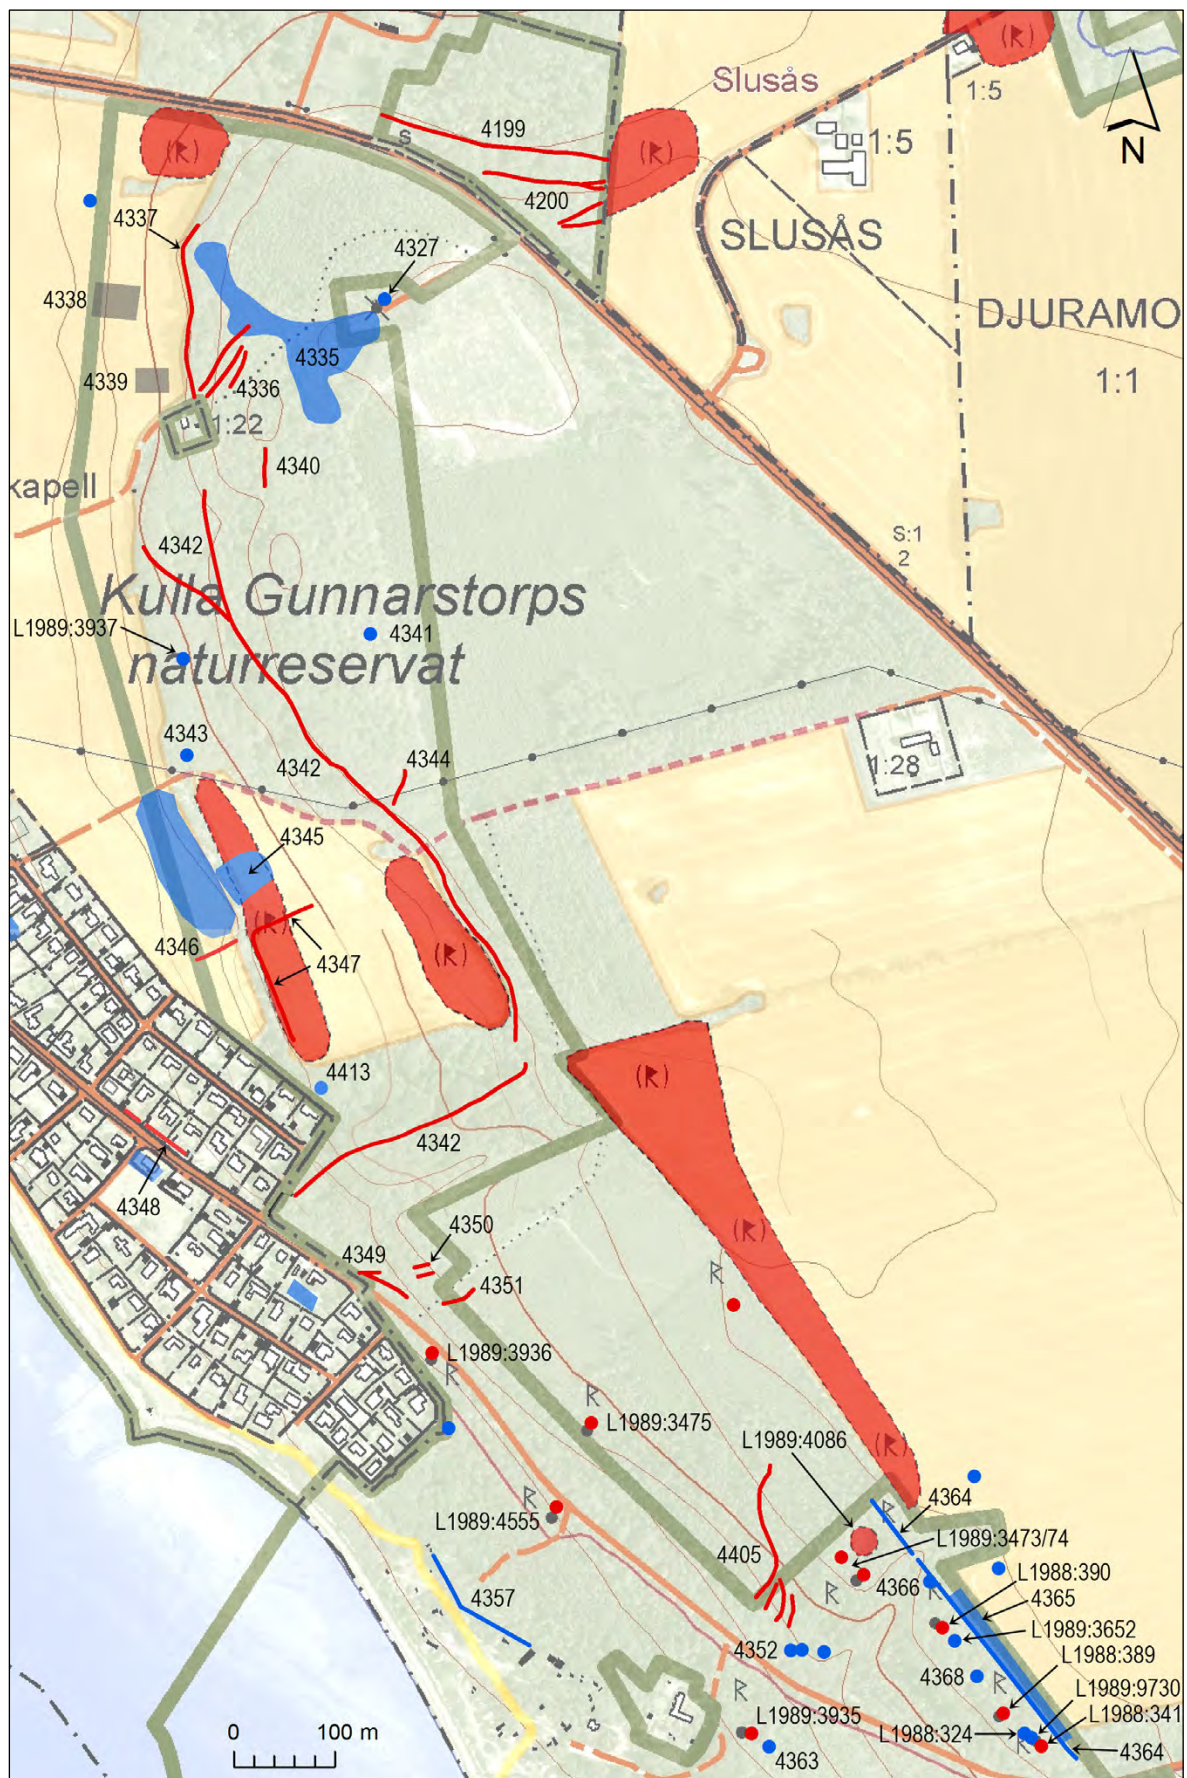 (R)
Slusås
1:5
4199
S
(R)
1:5
N
(R)
4200
4337
SLUSÅS
4327
4338
DJURAMO
4335
4339
4336
1:1
1:22
4340
kapell
S:1
2
4342
Kulla Gunnarstorps
L1989:3937
4341
naturreservat
4343
4342
4344
1:28
4345
(R)
4346
4347
(R)
4413
(R)
4342
4348
4350
(R)
4349
R
4351
L1989:3936
R
R
L1989:3475
L1989:4086
(R)
4364
R
R
L1989:4555
L1989:3473/74
4405
L1988:390
4366
R
R
4357
4365
L1989:3652
4352
L1988:389
4368
L1989:9730
R
R
L1989:3935
L1988:324
L1988:341
0 100 m
R
4363
4364